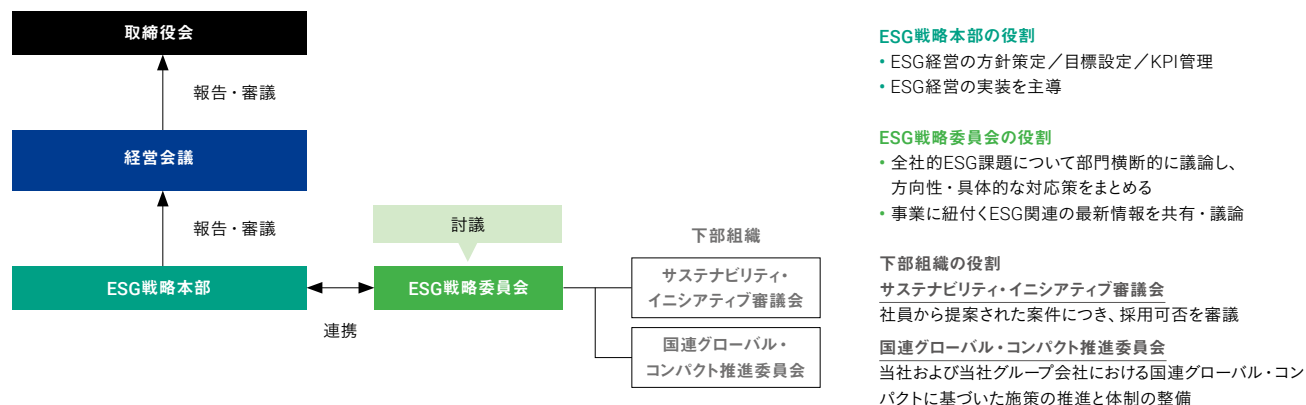 取締役会
報告・審議
経営会議
報告・審議
ESG戦略本部
連携
討議
ESG戦略委員会
下部組織
サステナビリティ・
イニシアティブ審議会
国連グローバル・
コンパクト推進委員会
ESG戦略本部の役割
• ESG経営の方針策定／目標設定／KPI管理
• ESG経営の実装を主導
ESG戦略委員会の役割
• 全社的ESG課題について部門横断的に議論し、
方向性・具体的な対応策をまとめる
• 事業に紐付くESG関連の最新情報を共有・議論
下部組織の役割
サステナビリティ・イニシアティブ審議会
社員から提案された案件につき、採用可否を審議
国連グローバル・コンパクト推進委員会
当社および当社グループ会社における国連グローバル・コン
パクトに基づいた施策の推進と体制の整備